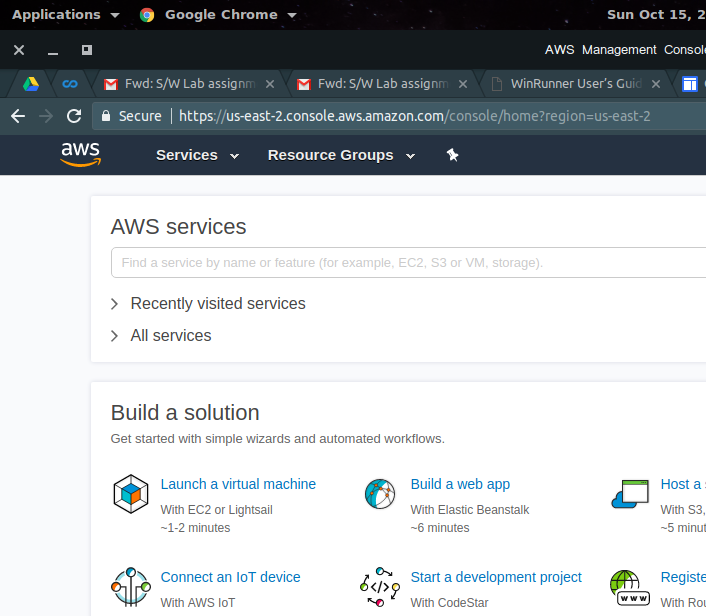 Applications Google Chrome Sun Oct 15, 2
AWS Management Consol
Fwd: S/W Lab assignm Fwd: S/W Lab assignm WinRunner User's Guid
Secure https://us-east-2.console.aws.amazon.com/console/home?region=us-east-2
aws Services Resource Groups
AWS services
Find a service by name or feature (for example, EC2, S3 or VM, storage).
Recently visited services
All services
Build a solution
Get started with simple wizards and automated workflows.
Launch a virtual machine Build a web app Host a s
With EC2 or Lightsail With Elastic Beanstalk With S3,
~1-2 minutes ~6 minutes ~5 minut
Connect an IoT device Start a development project Registe
With AWS IoT With CodeStar With Rou
www